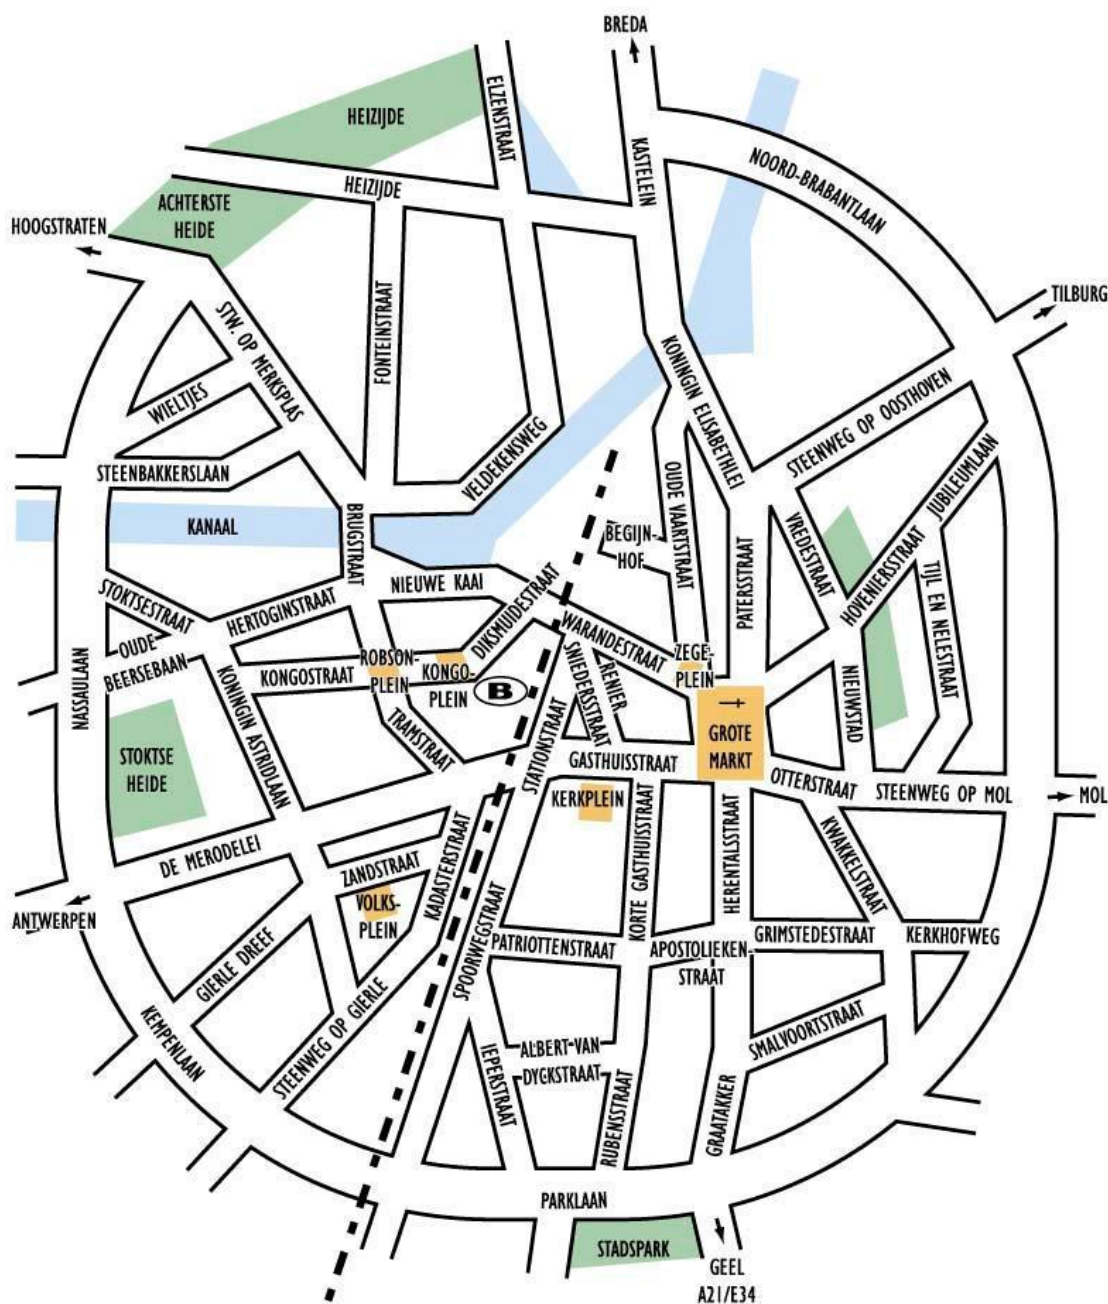 BREDA
HEIZIJDE
ELZENSTRAAT
KASTELEIN
NOORD-BRABANTLAAN
HEIZIJDE
ACHTERSTE
HEIDE
HOOGSTRATEN
TILBURG
STW. OP MERKSPLAS
FONTEINSTRAAT
KONINGIN ELISABETHLEI
WIELTJES
STEENWEG OP OOSTHOVEN
STEENBAKKERSLAAN
VELDEKENSWEG
OUDE VAARTSTRAAT
JUBILEUMLAAN
KANAAL
BRUGSTRAAT
BEGIJN-
HOF
PATERSSTRAAT
VREDESTRAAT
HOVENIERSSTRAAT
TIJL EN NELESTRAAT
STOKTSESTRAAT
HERTOGINSTRAAT
NIEUWE KAAI
DIKSMUIDESTRAAT
WARANDESTRAAT
OUDE
BEERSEBAAN
NASSAULAAN
KONINGIN ASTRIDLAAN
KONGOSTRAAT
ROBSON-
PLEIN
KONGO-
PLEIN
B
SNIEDERSSTRAAT
RENIER
ZEGE-
PLEIN
NIEUWSTAD
TRAMSTRAAT
STATIONSTRAAT
GROTE
MARKT
STOKTSE
HEIDE
GASTHUISSTRAAT
OTTERSTRAAT
STEENWEG OP MOL
MOL
KERKPLEIN
DE MERODELEI
ZANDSTRAAT
KADASTERSTRAAT
KORTE GASTHUISSTRAAT
HERENTALSSTRAAT
KWAKKELSTRAAT
VOLKS-
PLEIN
ANTWERPEN
GIERLE DREEF
SPOORWEGSTRAAT
PATRIOTTENSTRAAT
APOSTOLIEKEN-
STRAAT
GRIMSTEDESTRAAT
KERKHOFWEG
KEMPENLAAN
STEENWEG OP GIERLE
IEPERSTRAAT
ALBERT VAN
DYCKSTRAAT
SMALVOORTSTRAAT
RUBENSSTRAAT
GRAATAKKER
PARKLAAN
STADSPARK
GEEL
A21/E34